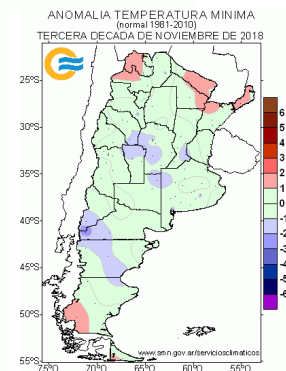 ANOMALIA TEMPERATURA MINIMA
(normal 1981-2010)
TERCERA DECADA DE NOVIEMBRE DE 2018
25°S
30°S
35°S
40°S
45°S
50°S
55°S
75°W
70°W
65°W
60°W
55°W
6
5
4
3
2
1
0
-1
-2
-3
-4
-5
-6
www.smn.gov.ar/serviciosclimaticos